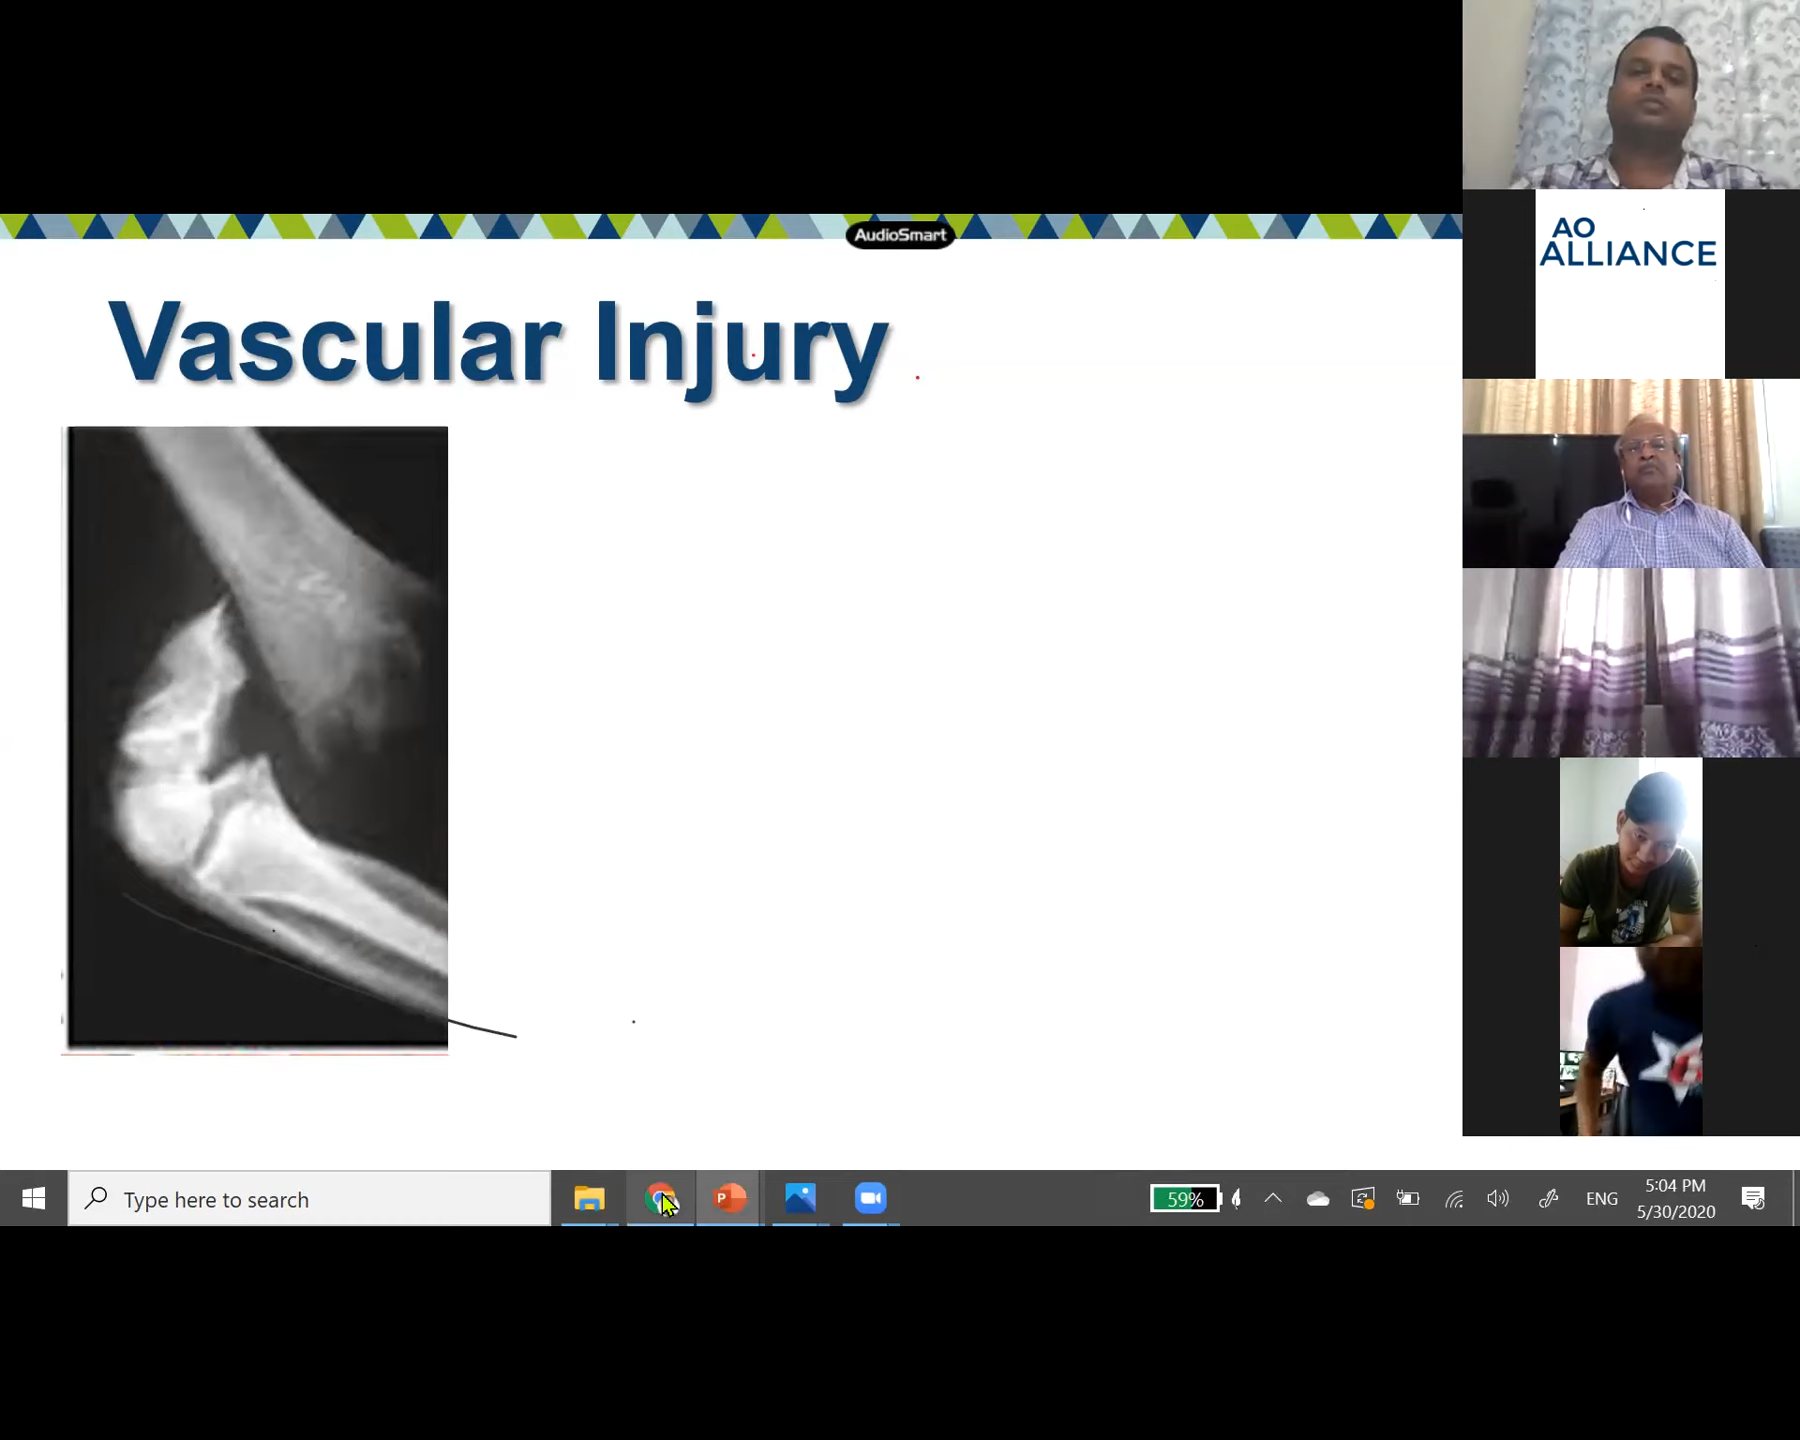 AudioSmart
AO
ALLIANCE
Vascular Injury
Type here to search
59%
ENG
5:04 PM
5/30/2020